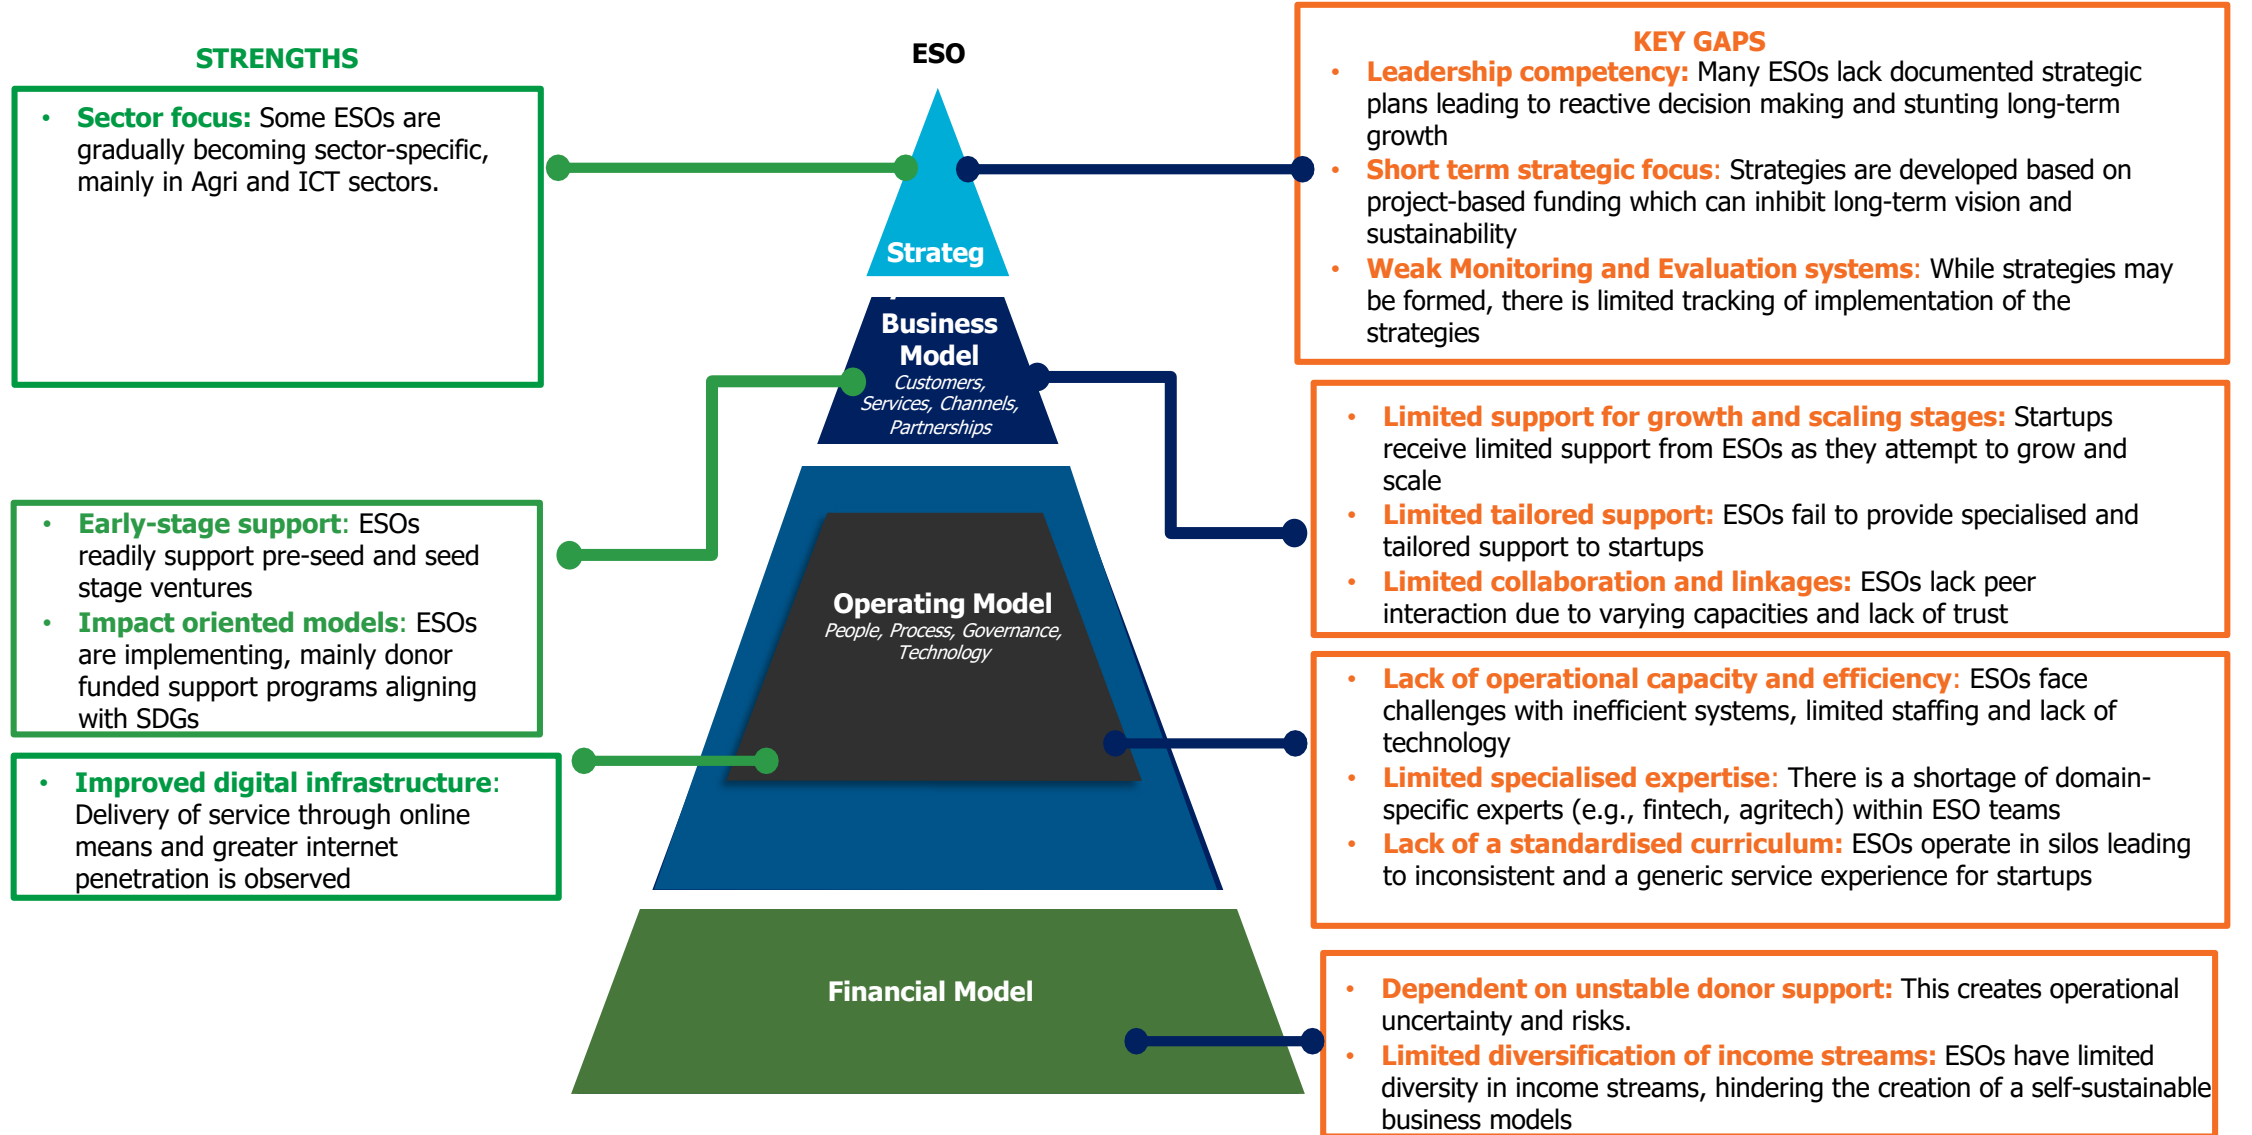 STRENGTHS
• Sector focus: Some ESOs are
gradually becoming sector-specific,
mainly in Agri and ICT sectors.
• Early-stage support: ESOs
readily support pre-seed and seed
stage ventures
• Impact oriented models: ESOs
are implementing, mainly donor
funded support programs aligning
with SDGs
• Improved digital infrastructure:
Delivery of service through online
means and greater internet
penetration is observed
ESO
Strateg
Business
Model
Customers,
Services, Channels,
Partnerships
Operating Model
People, Process, Governance,
Technology
Financial Model
KEY GAPS
• Leadership competency: Many ESOs lack documented strategic
plans leading to reactive decision making and stunting long-term
growth
• Short term strategic focus: Strategies are developed based on
project-based funding which can inhibit long-term vision and
sustainability
• Weak Monitoring and Evaluation systems: While strategies may
be formed, there is limited tracking of implementation of the
strategies
• Limited support for growth and scaling stages: Startups
receive limited support from ESOs as they attempt to grow and
scale
• Limited tailored support: ESOs fail to provide specialised and
tailored support to startups
• Limited collaboration and linkages: ESOs lack peer
interaction due to varying capacities and lack of trust
• Lack of operational capacity and efficiency: ESOs face
challenges with inefficient systems, limited staffing and lack of
technology
• Limited specialised expertise: There is a shortage of domain-
specific experts (e.g., fintech, agritech) within ESO teams
• Lack of a standardised curriculum: ESOs operate in silos leading
to inconsistent and a generic service experience for startups
• Dependent on unstable donor support: This creates operational
uncertainty and risks.
• Limited diversification of income streams: ESOs have limited
diversity in income streams, hindering the creation of a self-sustainable
business models